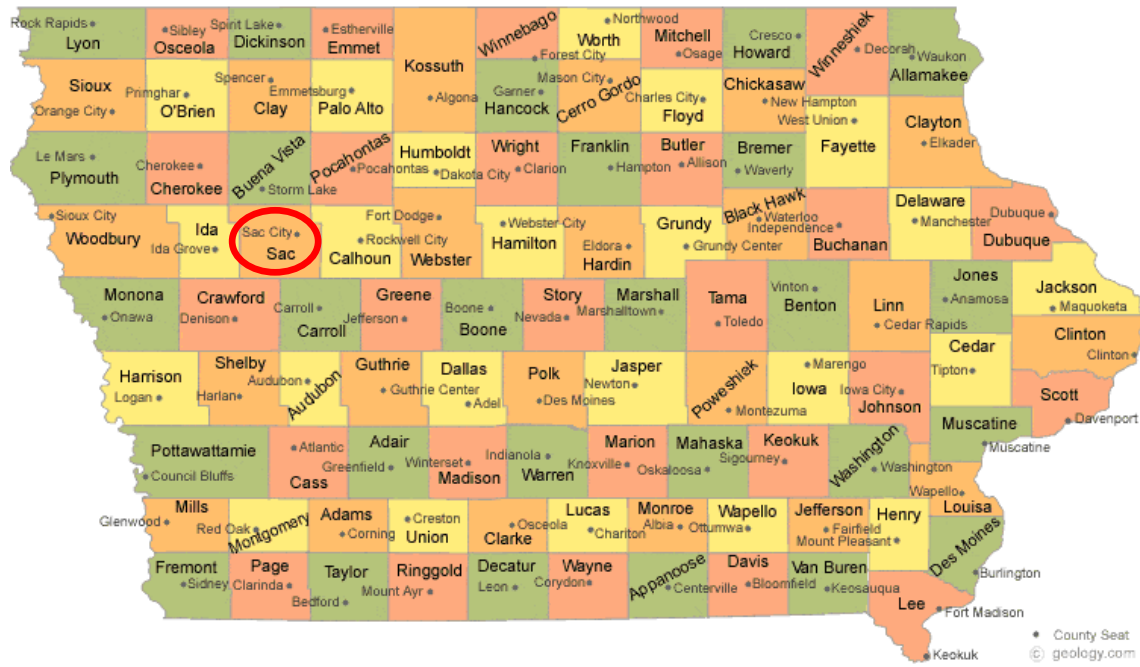 Rock Rapids
Lyon
Sibley
Osceola
Spirit Lake
Dickinson
Estherville
Emmet
Kossuth
Algona
Winnebago
Forest City
Northwood
Worth
Mitchell
Osage
Cresco
Howard
Winneshiek
Decorah
Waukon
Allamakee
Sioux
Orange City
Primghar
O'Brien
Spencer
Clay
Emmetsburg
Palo Alto
Garner
Hancock
Mason City
Cerro Gordo
Charles City
Floyd
Chickasaw
New Hampton
West Union
Fayette
Clayton
Elkader
Le Mars
Plymouth
Cherokee
Cherokee
Buena Vista
Storm Lake
Pocahontas
Pocahontas
Humboldt
Dakota City
Wright
Clarion
Franklin
Hampton
Butler
Allison
Bremer
Waverly
Sioux City
Woodbury
Ida
Ida Grove
Sac City
Sac
Rockwell City
Calhoun
Fort Dodge
Webster
Webster City
Hamilton
Eldora
Hardin
Grundy
Grundy Center
Black Hawk
Waterloo
Independence
Buchanan
Delaware
Manchester
Dubuque
Dubuque
Monona
Onawa
Crawford
Denison
Carroll
Carroll
Greene
Jefferson
Boone
Boone
Story
Nevada
Marshall
Marshalltown
Tama
Toledo
Vinton
Benton
Linn
Cedar Rapids
Jones
Anamosa
Jackson
Maquoketa
Clinton
Clinton
Harrison
Logan
Shelby
Harlan
Audubon
Audubon
Guthrie
Guthrie Center
Dallas
Adel
Polk
Des Moines
Jasper
Newton
Poweshiek
Montezuma
Marengo
Iowa
Iowa City
Johnson
Cedar
Tipton
Scott
Davenport
Muscatine
Muscatine
Pottawattamie
Council Bluffs
Atlantic
Cass
Adair
Greenfield
Winterset
Madison
Indianola
Warren
Marion
Knoxville
Mahaska
Oskaloosa
Keokuk
Sigourney
Washington
Washington
Wapello
Louisa
Mills
Glenwood
Red Oak
Montgomery
Adams
Corning
Creston
Union
Osceola
Clarke
Lucas
Chariton
Monroe
Albia
Wapello
Ottumwa
Jefferson
Fairfield
Mount Pleasant
Henry
Des Moines
Burlington
Fremont
Sidney
Page
Clarinda
Taylor
Bedford
Ringgold
Mount Ayr
Decatur
Leon
Wayne
Corydon
Appanoose
Centerville
Davis
Bloomfield
Van Buren
Keosauqua
Lee
Fort Madison
Keokuk
County Seat
© geology.com